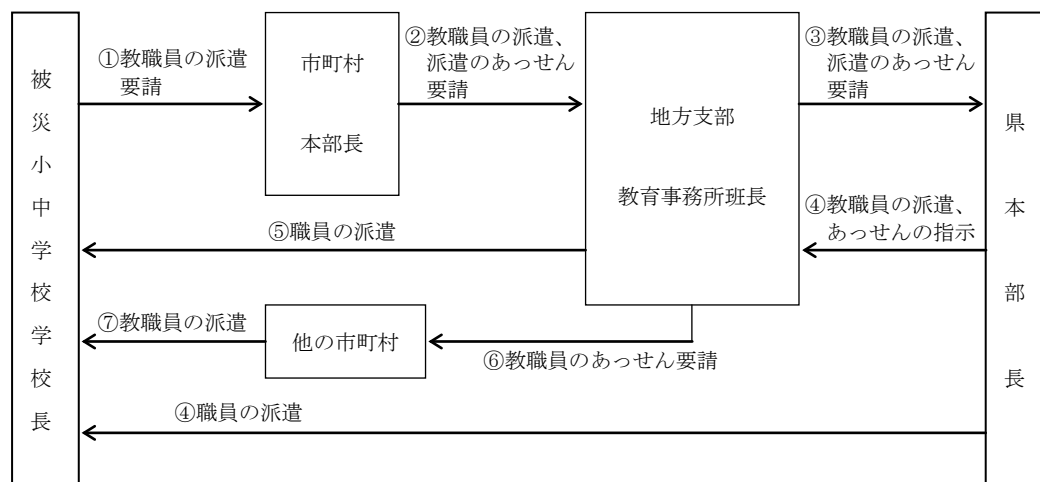 被災小中学校学校長
①教職員の派遣
要請
市町村
本部長
②教職員の派遣、
派遣のあっせん
要請
地方支部
教育事務所班長
③教職員の派遣、
派遣のあっせん
要請
県本部長
④教職員の派遣、
あっせんの指示
⑤職員の派遣
⑦教職員の派遣
他の市町村
⑥教職員のあっせん要請
④職員の派遣